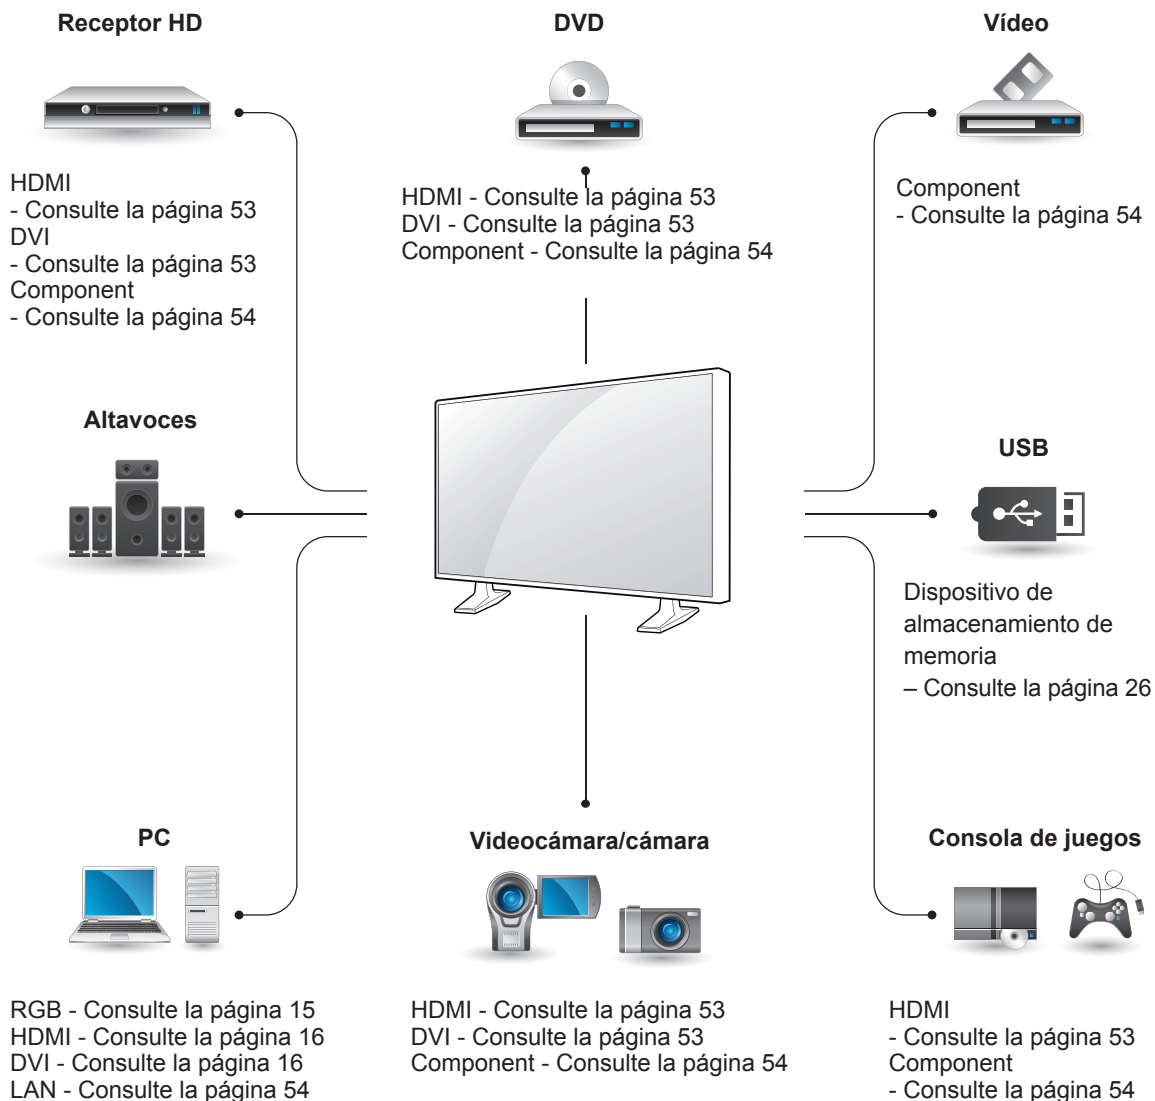 Receptor HD
HDMI
- Consulte la página 53
DVI
- Consulte la página 53
Component
- Consulte la página 54
DVD
HDMI - Consulte la página 53
DVI - Consulte la página 53
Component - Consulte la página 54
Vídeo
Component
- Consulte la página 54
Altavoces
USB
Dispositivo de
almacenamiento de
memoria
– Consulte la página 26
PC
RGB - Consulte la página 15
HDMI - Consulte la página 16
DVI - Consulte la página 16
LAN - Consulte la página 54
Videocámara/cámara
HDMI - Consulte la página 53
DVI - Consulte la página 53
Component - Consulte la página 54
Consola de juegos
HDMI
- Consulte la página 53
Component
- Consulte la página 54